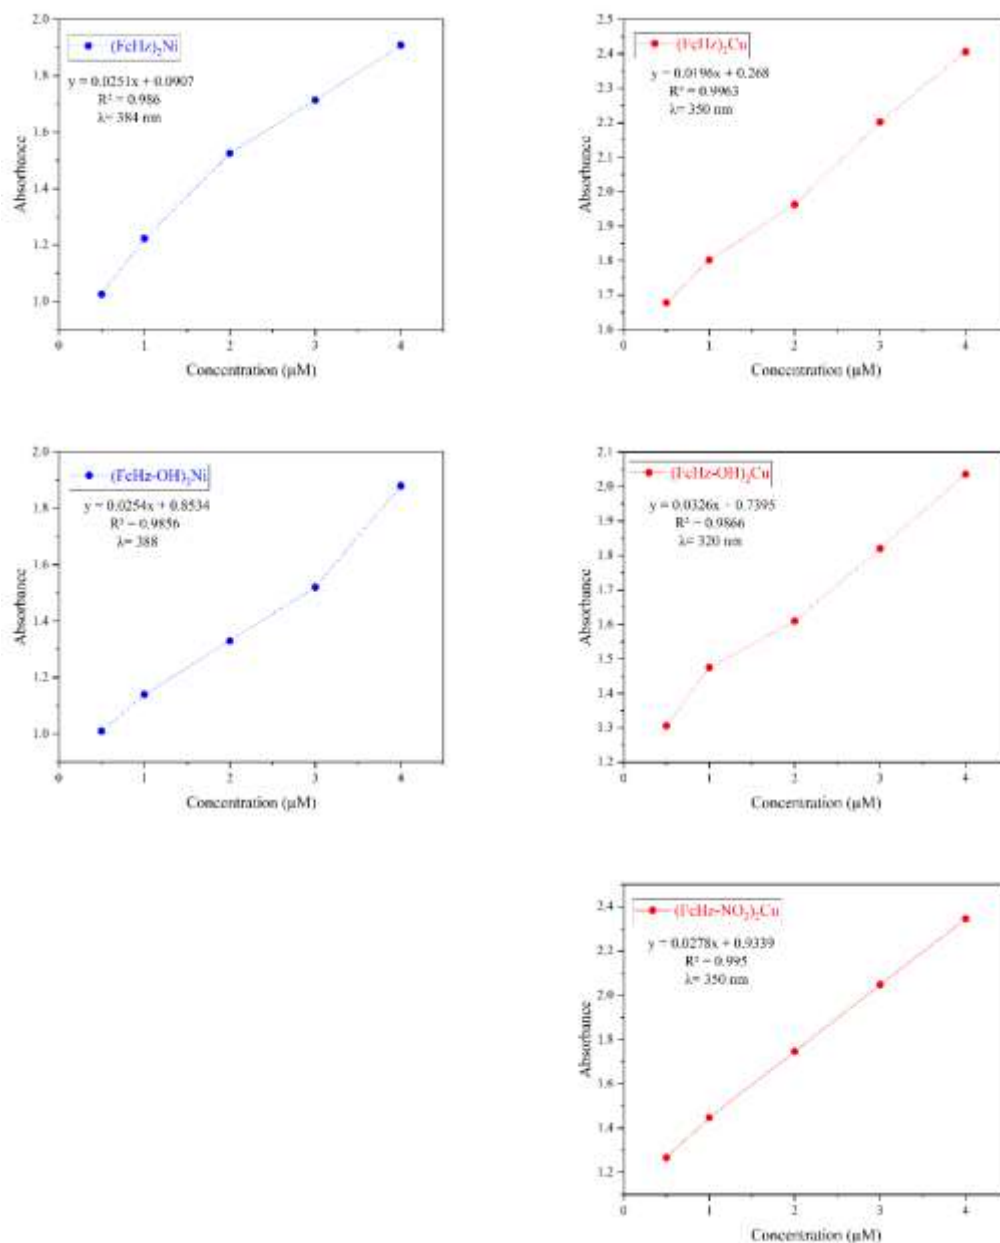 (FcHz)₂Ni
y = 0.0251x + 0.0907
R² = 0.986
λ= 384 nm
2.0
1.8
1.6
1.4
1.2
1.0
Absorbance
0 1 2 3 4
Concentration (μM)
(FcHz)₂Cu
y = 0.0196x + 0.268
R² = 0.9963
λ= 350 nm
2.5
2.4
2.3
2.2
2.1
2.0
1.9
1.8
1.7
1.6
Absorbance
0 1 2 3 4
Concentration (μM)
(FcHz-OH)₂Ni
y = 0.0254x + 0.8534
R² = 0.9856
λ= 388
2.0
1.8
1.6
1.4
1.2
1.0
Absorbance
0 1 2 3 4
Concentration (μM)
(FcHz-OH)₂Cu
y = 0.0326x + 0.7395
R² = 0.9866
λ= 320 nm
2.1
2.0
1.9
1.8
1.7
1.6
1.5
1.4
1.3
1.2
Absorbance
0 1 2 3 4
Concentration (μM)
(FcHz-NO₂)₂Cu
y = 0.0278x + 0.9339
R² = 0.995
λ= 350 nm
2.4
2.2
2.0
1.8
1.6
1.4
1.2
Absorbance
0 1 2 3 4
Concentration (μM)